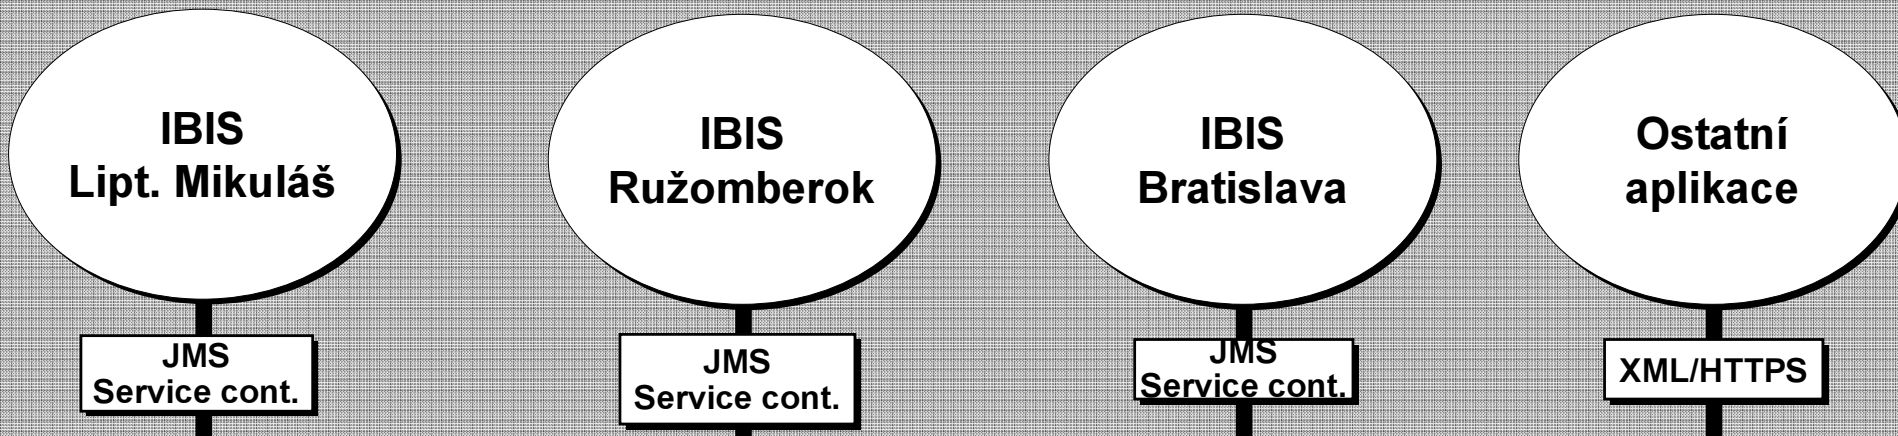 IBIS
Lipt. Mikuláš
IBIS
Ružomberok
IBIS
Bratislava
Ostatní
aplikace
JMS
Service cont.
JMS
Service cont.
JMS
Service cont.
XML/HTTPS